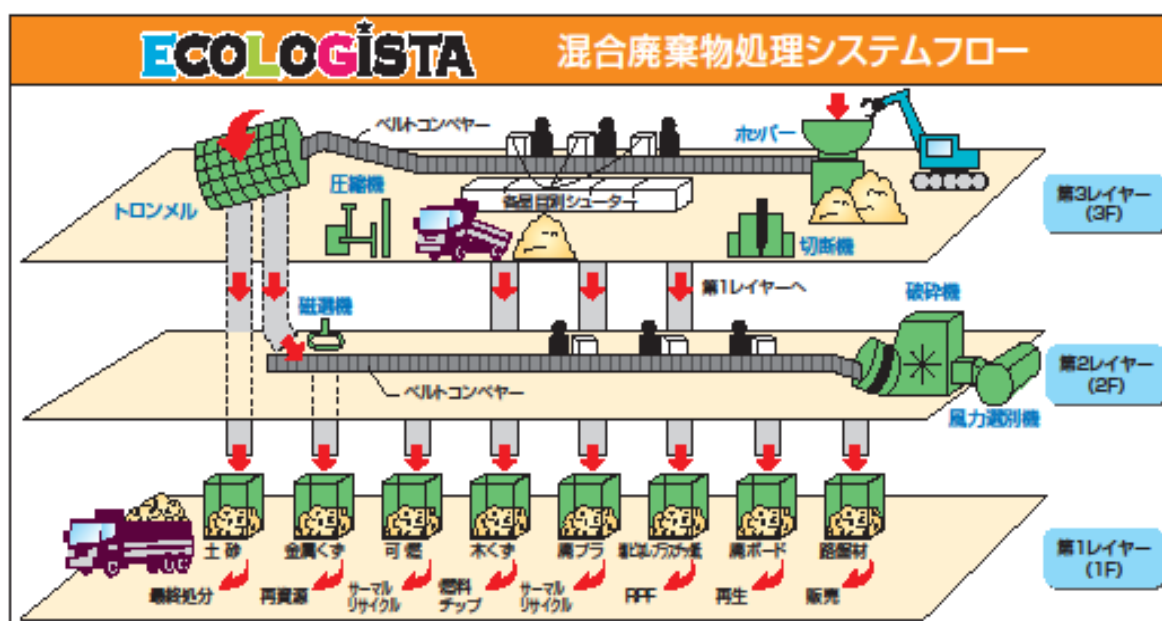 ECOLOGISTA 混合廃棄物処理システムフロー
ベルトコンベヤー
ホッパー
トロンメル
圧縮機
各品目別シューター
切断機
第3レイヤー
(3F)
第1レイヤーへ
磁選機
破砕機
ベルトコンベヤー
第2レイヤー
(2F)
風力選別機
土砂
金属くず
可燃
木くず
廃プラ
廃ボード
路盤材
最終処分
再資源
サーマル
リサイクル
燃料
チップ
サーマル
リサイクル
RPF
再生
販売
第1レイヤー
(1F)